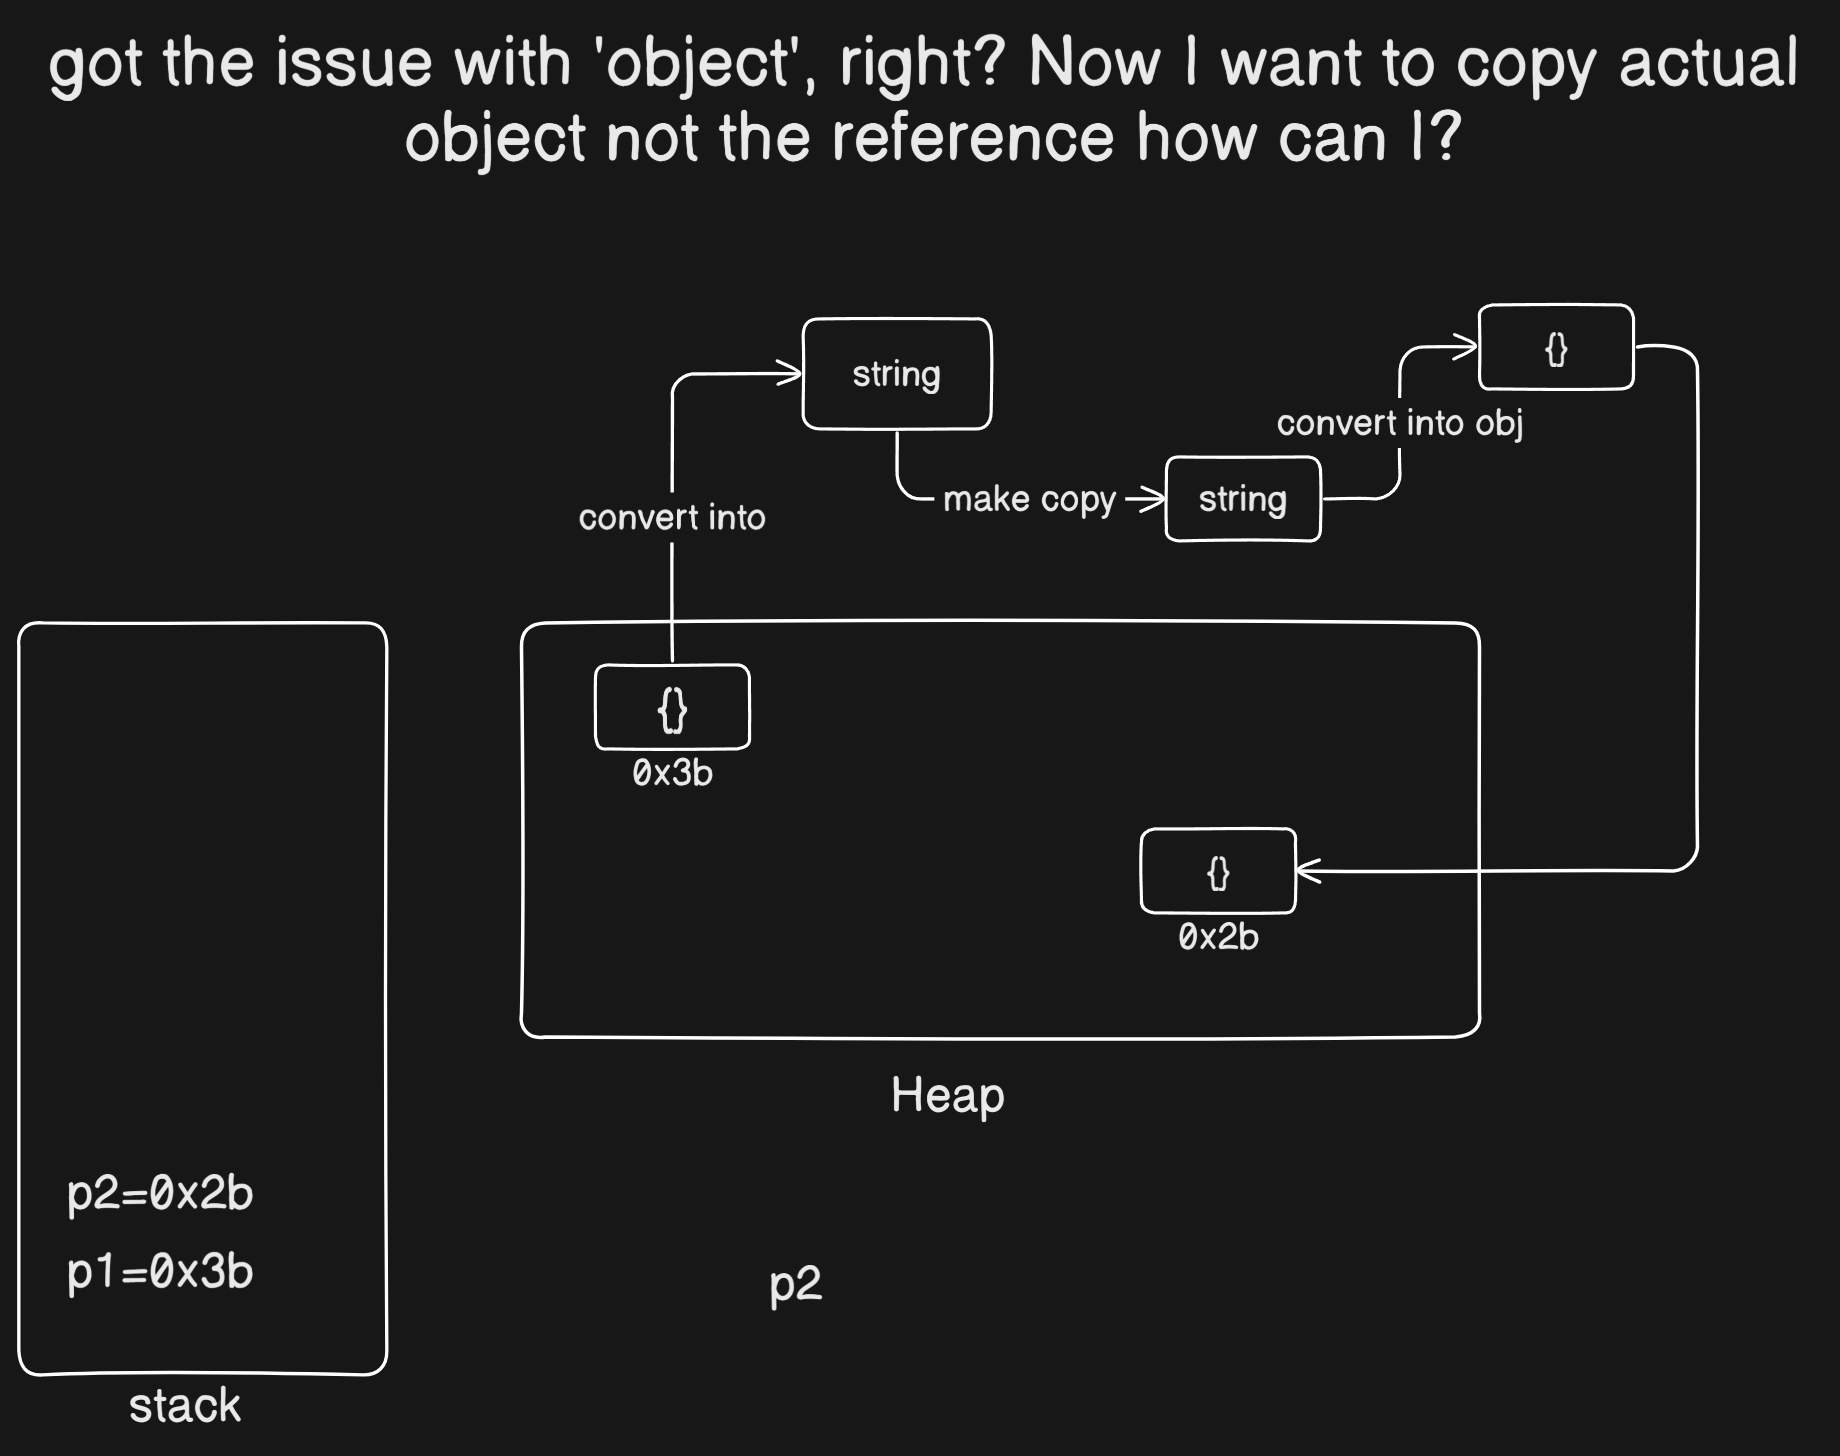 got the issue with 'object', right? Now I want to copy actual
object not the reference how can I?
{}
string
convert into obj
make copy
string
convert into
{}
0x3b
{}
0x2b
Heap
p2=0x2b
p1=0x3b
p2
stack